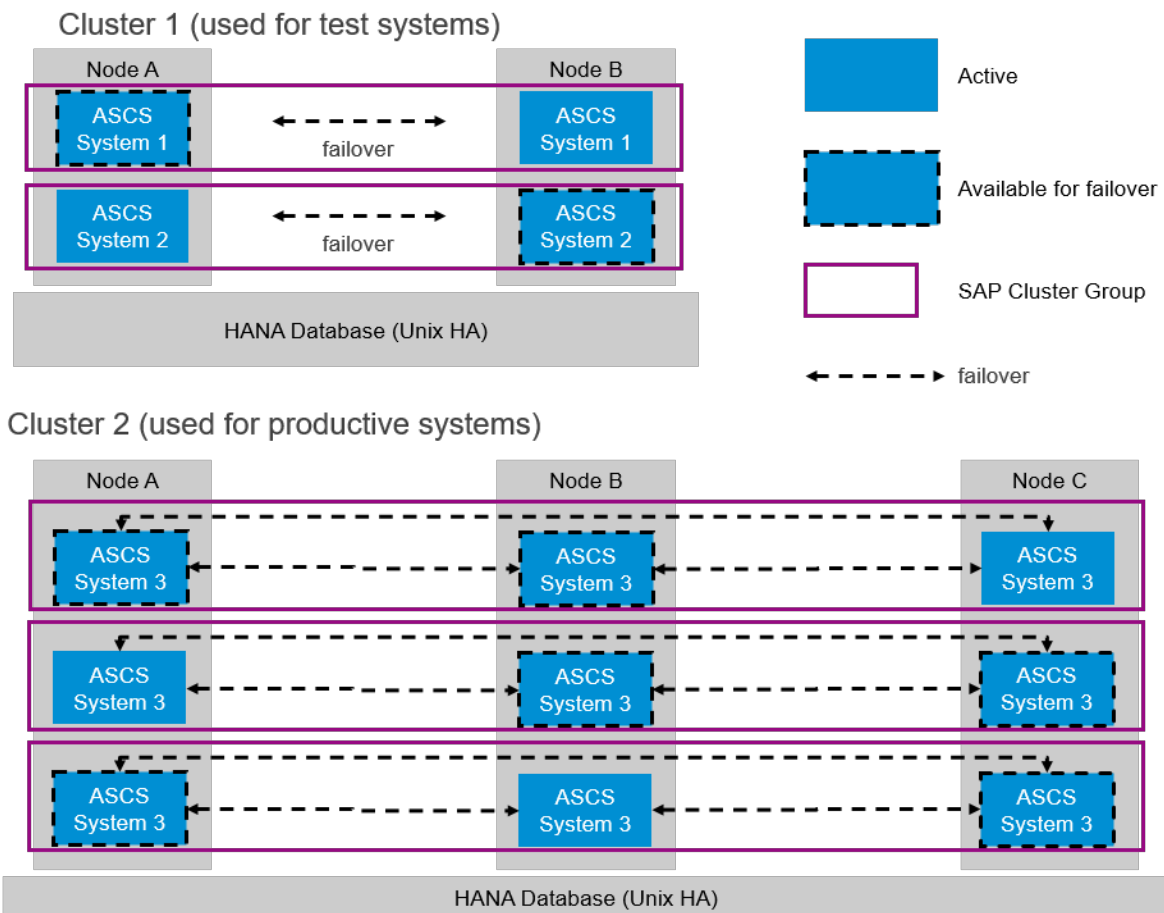 Cluster 1 (used for test systems)
Node A
Node B
ASCS
System 1
failover
ASCS
System 1
ASCS
System 2
failover
ASCS
System 2
HANA Database (Unix HA)
Active
Available for failover
SAP Cluster Group
failover
Cluster 2 (used for productive systems)
Node A
Node B
Node C
ASCS
System 3
ASCS
System 3
ASCS
System 3
ASCS
System 3
ASCS
System 3
ASCS
System 3
ASCS
System 3
ASCS
System 3
ASCS
System 3
HANA Database (Unix HA)